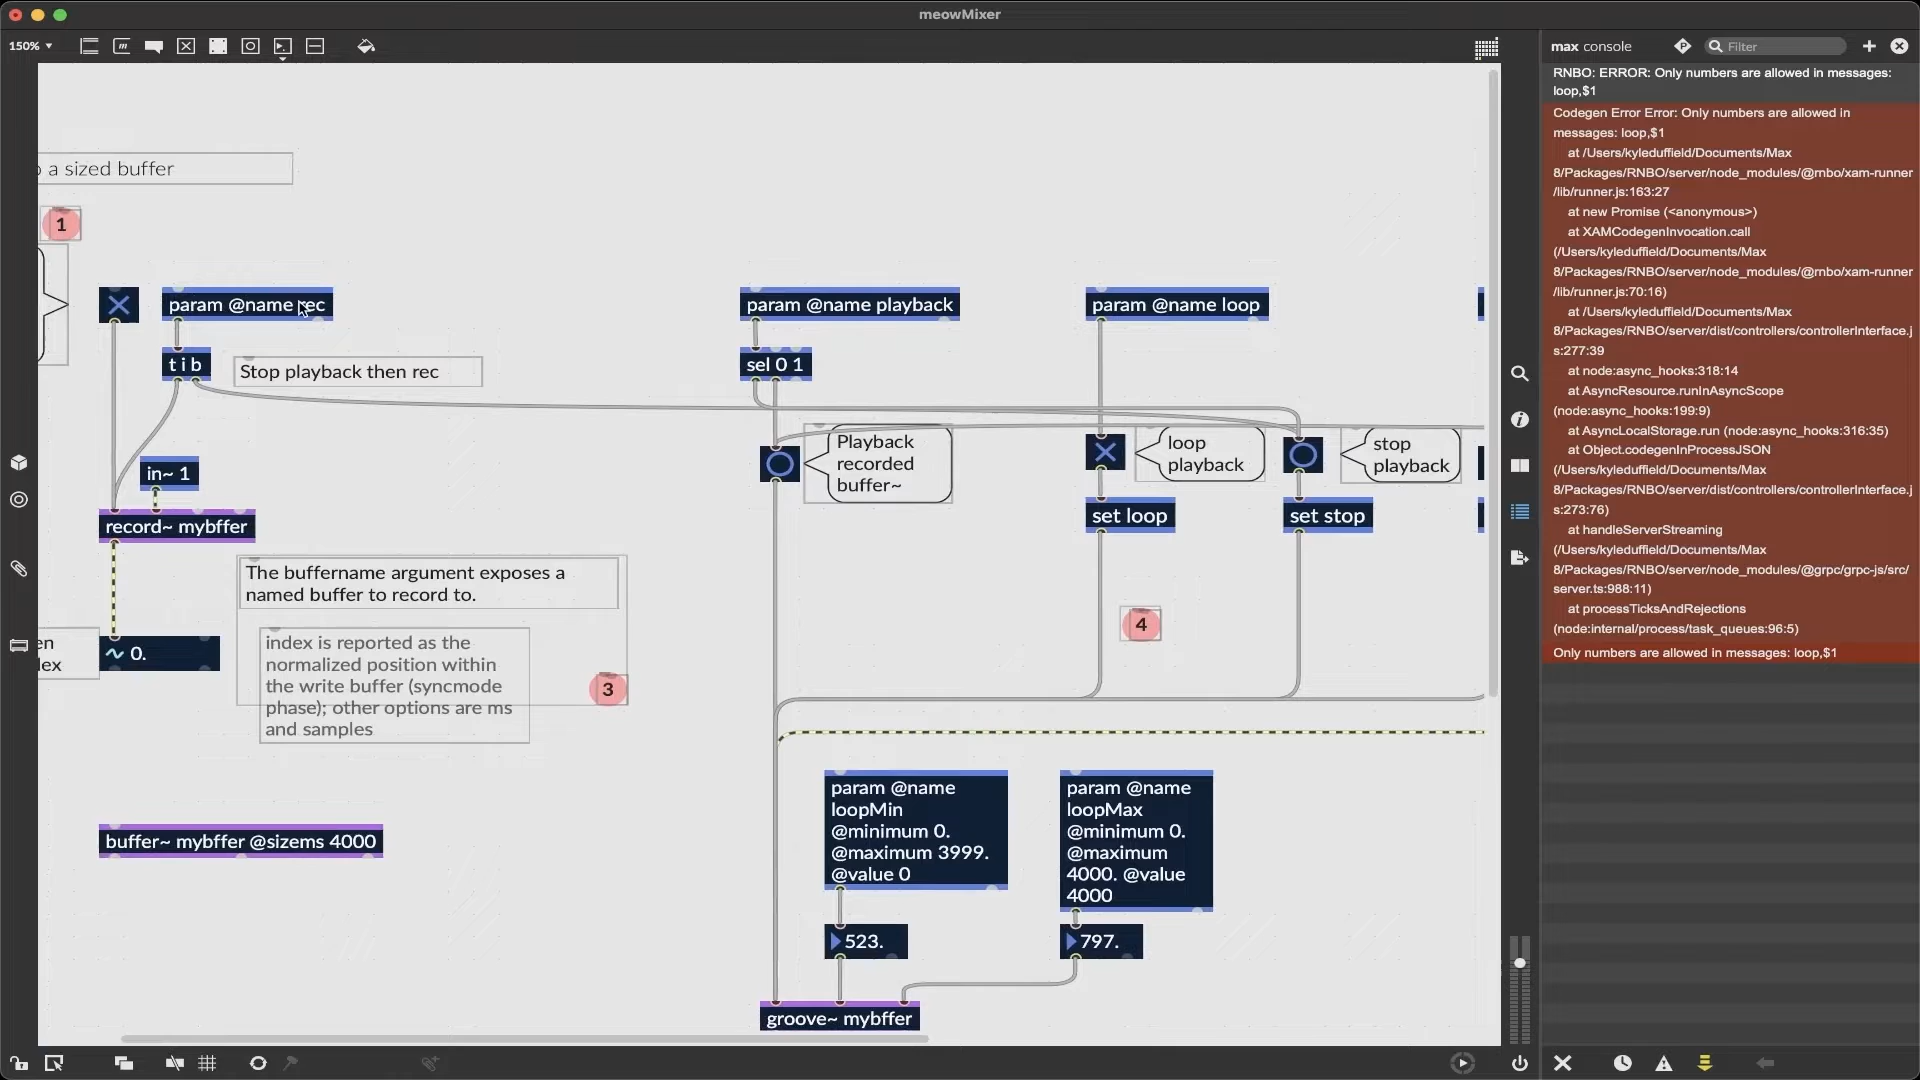 meowMixer
150%
max console
Filter
RNBO: ERROR: Only numbers are allowed in messages:
loop,$1
Codegen Error Error: Only numbers are allowed in
messages: loop,$1
at /Users/kyleduffield/Documents/Max
8/Packages/RNBO/server/node_modules/@rnbo/xam-runner
/lib/runner.js:163:27
at new Promise (<anonymous>)
at XAMCodegenInvocation.call
(/Users/kyleduffield/Documents/Max
8/Packages/RNBO/server/node_modules/@rnbo/xam-runner
/lib/runner.js:70:16)
at /Users/kyleduffield/Documents/Max
8/Packages/RNBO/server/dist/controllers/controllerInterface.j
s:277:39
at node:async_hooks:318:14
at AsyncResource.runInAsyncScope
(node:async_hooks:199:9)
at AsyncLocalStorage.run (node:async_hooks:316:35)
at Object.codegenInProcessJSON
(/Users/kyleduffield/Documents/Max
8/Packages/RNBO/server/dist/controllers/controllerInterface.j
s:273:76)
at handleServerStreaming
(/Users/kyleduffield/Documents/Max
8/Packages/RNBO/server/node_modules/@grpc/grpc-js/src/
server.ts:988:11)
at processTicksAndRejections
(node:internal/process/task_queues:96:5)
Only numbers are allowed in messages: loop,$1
a sized buffer
1
param @name rec
param @name playback
param @name loop
t i b
Stop playback then rec
sel 0 1
Playback
recorded
buffer~
loop
playback
stop
playback
in~ 1
record~ mybffer
set loop
set stop
The buffername argument exposes a
named buffer to record to.
index is reported as the
normalized position within
the write buffer (syncmode
phase); other options are ms
and samples
3
4
en
lex
0.
param @name
loopMin
@minimum 0.
@maximum 3999.
@value 0
param @name
loopMax
@minimum 0.
@maximum
4000. @value
4000
buffer~ mybffer @sizems 4000
523.
797.
groove~ mybffer